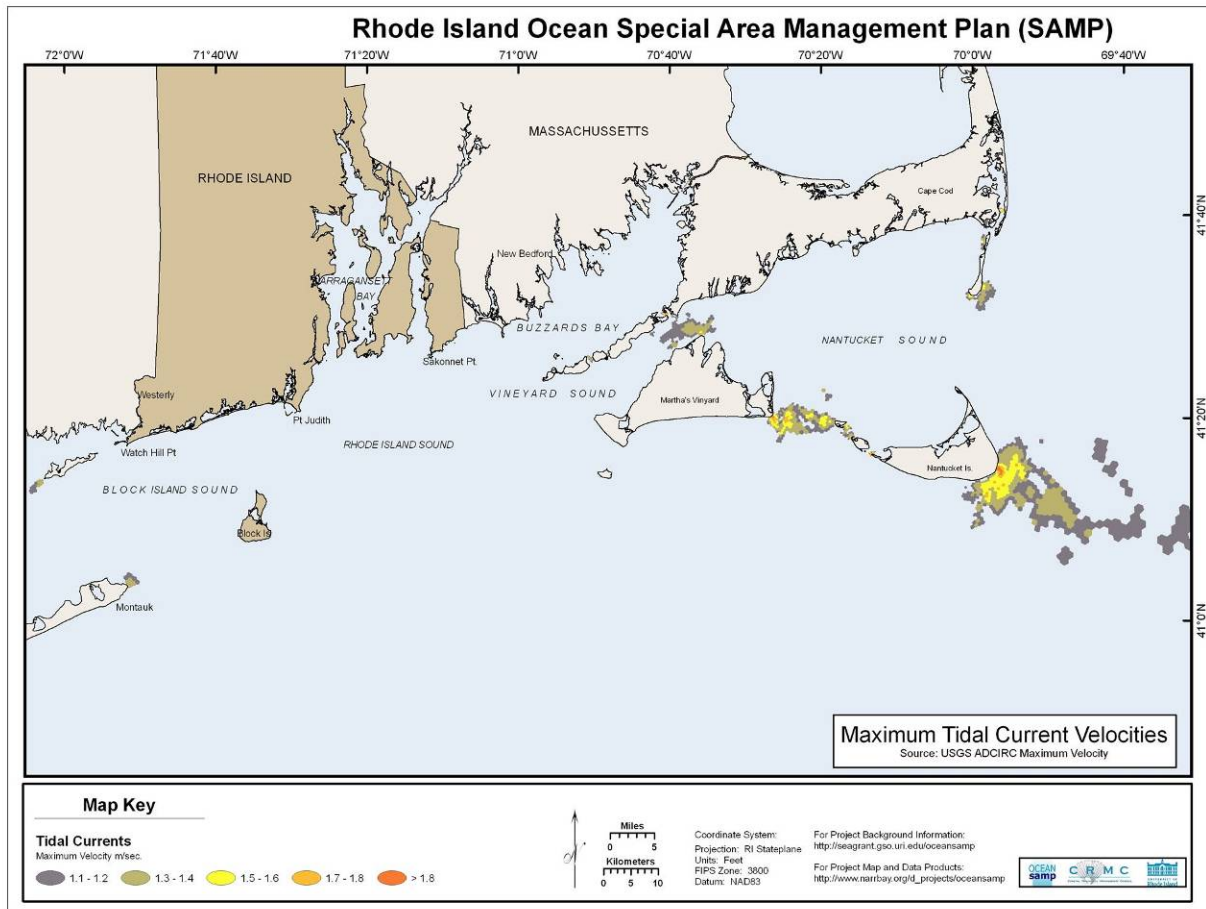 Rhode Island Ocean Special Area Management Plan (SAMP)
72°0'W 71°40'W 71°20'W 71°0'W 70°40'W 70°20'W 70°0'W 69°40'W
MASSACHUSETTS
RHODE ISLAND
Cape Cod
41°40'N
New Bedford
NARRAGANSETT
BAY
BUZZARDS BAY
NANTUCKET SOUND
Sakonnet Pt.
VINEYARD SOUND
Westerly
Martha's Vinyard
Pt Judith
41°20'N
RHODE ISLAND SOUND
Watch Hill Pt
Nantucket Is.
BLOCK ISLAND SOUND
Block Is
Montauk
41°0'N
Maximum Tidal Current Velocities
Source: USGS ADCIRC Maximum Velocity
Map Key
Tidal Currents
Maximum Velocity m/sec.
1.1 - 1.2 1.3 - 1.4 1.5 - 1.6 1.7 - 1.8 > 1.8
Miles
0 5
Kilometers
0 5 10
Coordinate System:
Projection: RI Stateplane
Units: Feet
FIPS Zone: 3800
Datum: NAD83
For Project Background Information:
http://seagrant.gso.uri.edu/oceansamp
For Project Map and Data Products:
http://www.narrbay.org/d_projects/oceansamp
OCEAN
samp
CRMC
Rhode Island